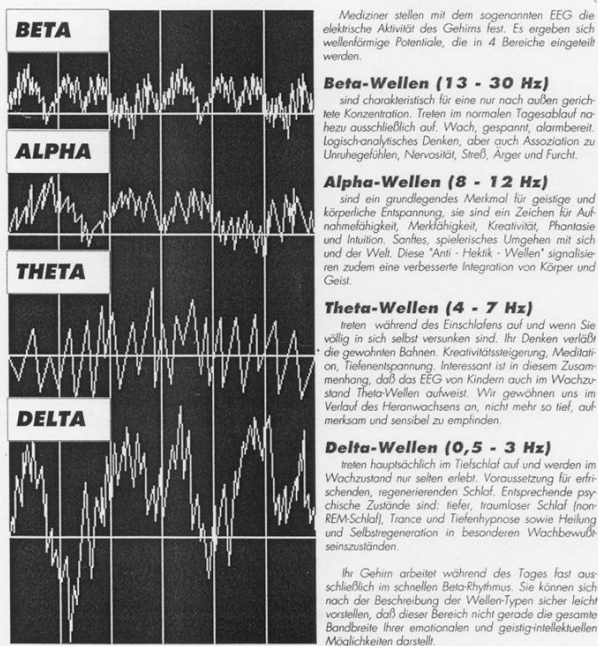 BETA
ALPHA
THETA
DELTA
Mediziner stellen mit dem sogenannten EEG die
elektrische Aktivität des Gehirns fest. Es ergeben sich
wellenförmige Potentiale, die in 4 Bereiche eingeteilt
werden.
Beta-Wellen (13 - 30 Hz)
sind charakteristisch für eine nur nach außen gerich-
tete Konzentration. Treten im normalen Tagesablauf na-
hezu ausschließlich auf. Wach, gespannt, alarmbereit.
Logisch-analytisches Denken, aber auch Assoziation zu
Unruhegefühlen, Nervosität, Streß, Ärger und Furcht.
Alpha-Wellen (8 - 12 Hz)
sind ein grundlegendes Merkmal für geistige und
körperliche Entspannung, sie sind ein Zeichen für Auf-
nahmefähigkeit, Merkfähigkeit, Kreativität, Phantasie
und Intuition. Sanftes, spielerisches Umgehen mit sich
und der Welt. Diese "Anti - Hektik - Wellen" signalisie-
ren zudem eine verbesserte Integration von Körper und
Geist.
Theta-Wellen (4 - 7 Hz)
treten während des Einschlafens auf und wenn Sie
völlig in sich selbst versunken sind. Ihr Denken verläßt
die gewohnten Bahnen. Kreativitätssteigerung, Meditati-
on, Tiefenentspannung. Interessant ist in diesem Zusam-
menhang, daß das EEG von Kindern auch im Wachzu-
stand Theta-Wellen aufweist. Wir gewöhnen uns im
Verlauf des Heranwachsens an, nicht mehr so tief, auf-
merksam und sensibel zu empfinden.
Delta-Wellen (0,5 - 3 Hz)
treten hauptsächlich im Tiefschlaf auf und werden im
Wachzustand nur selten erlebt. Voraussetzung für erfri-
schenden, regenerierenden Schlaf. Entsprechende psy-
chische Zustände sind: tiefer, traumloser Schlaf (non-
REM-Schlaf), Trance und Tiefenhypnose sowie Heilung
und Selbstregeneration in besonderen Wachbewußt-
seinszuständen.
Ihr Gehirn arbeitet während des Tages fast aus-
schließlich im schnellen Beta-Rhythmus. Sie können sich
nach der Beschreibung der Wellen-Typen sicher leicht
vorstellen, daß dieser Bereich nicht gerade die gesamte
Bandbreite Ihrer emotionalen und geistig-intellektuellen
Möglichkeiten darstellt.